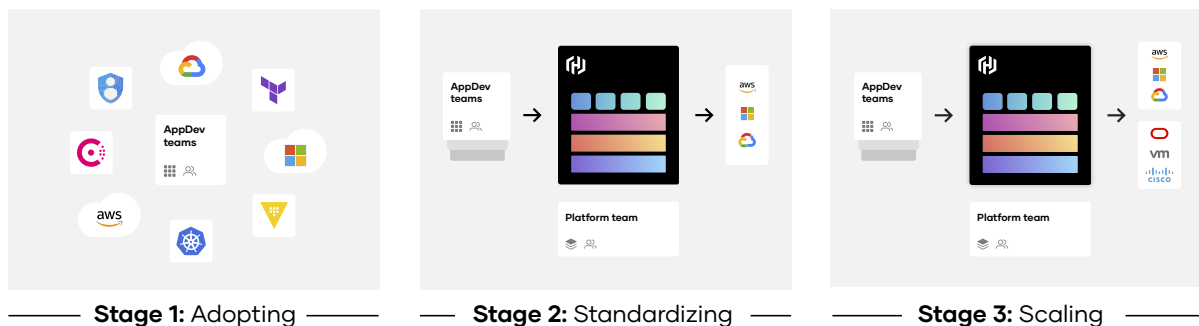 AppDev
teams
aws
Stage 1: Adopting
AppDev
teams
aws
Platform team
Stage 2: Standardizing
AppDev
teams
aws
vm
CISCO
Platform team
Stage 3: Scaling